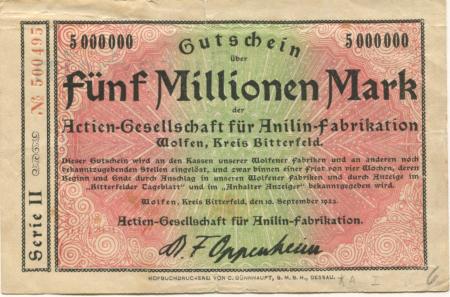 Gutschein
5 000 000 über 5 000 000
Fünf Millionen Mark
der
Actien-Gesellschaft für Anilin-Fabrikation
Wolfen, Kreis Bitterfeld.
Dieser Gutschein wird an den Kassen unserer Wolfener Fabriken und an anderen noch
bekanntzugebenden Stellen eingelöst, und zwar binnen einer Frist von vier Wochen, deren
Beginn und Ende durch Anschlag in unseren Wolfener Fabriken und durch Anzeige im
„Bitterfelder Tageblatt“ und im „Anhalter Anzeiger“ bekanntgegeben wird.
Wolfen, Kreis Bitterfeld, den 10. September 1923.
Actien-Gesellschaft für Anilin-Fabrikation.
Oppenheim
HOFBUCHDRUCKEREI VON C. DÜNNHAUPT, G. M. B. H., DESSAU.
Serie II
№ 500495